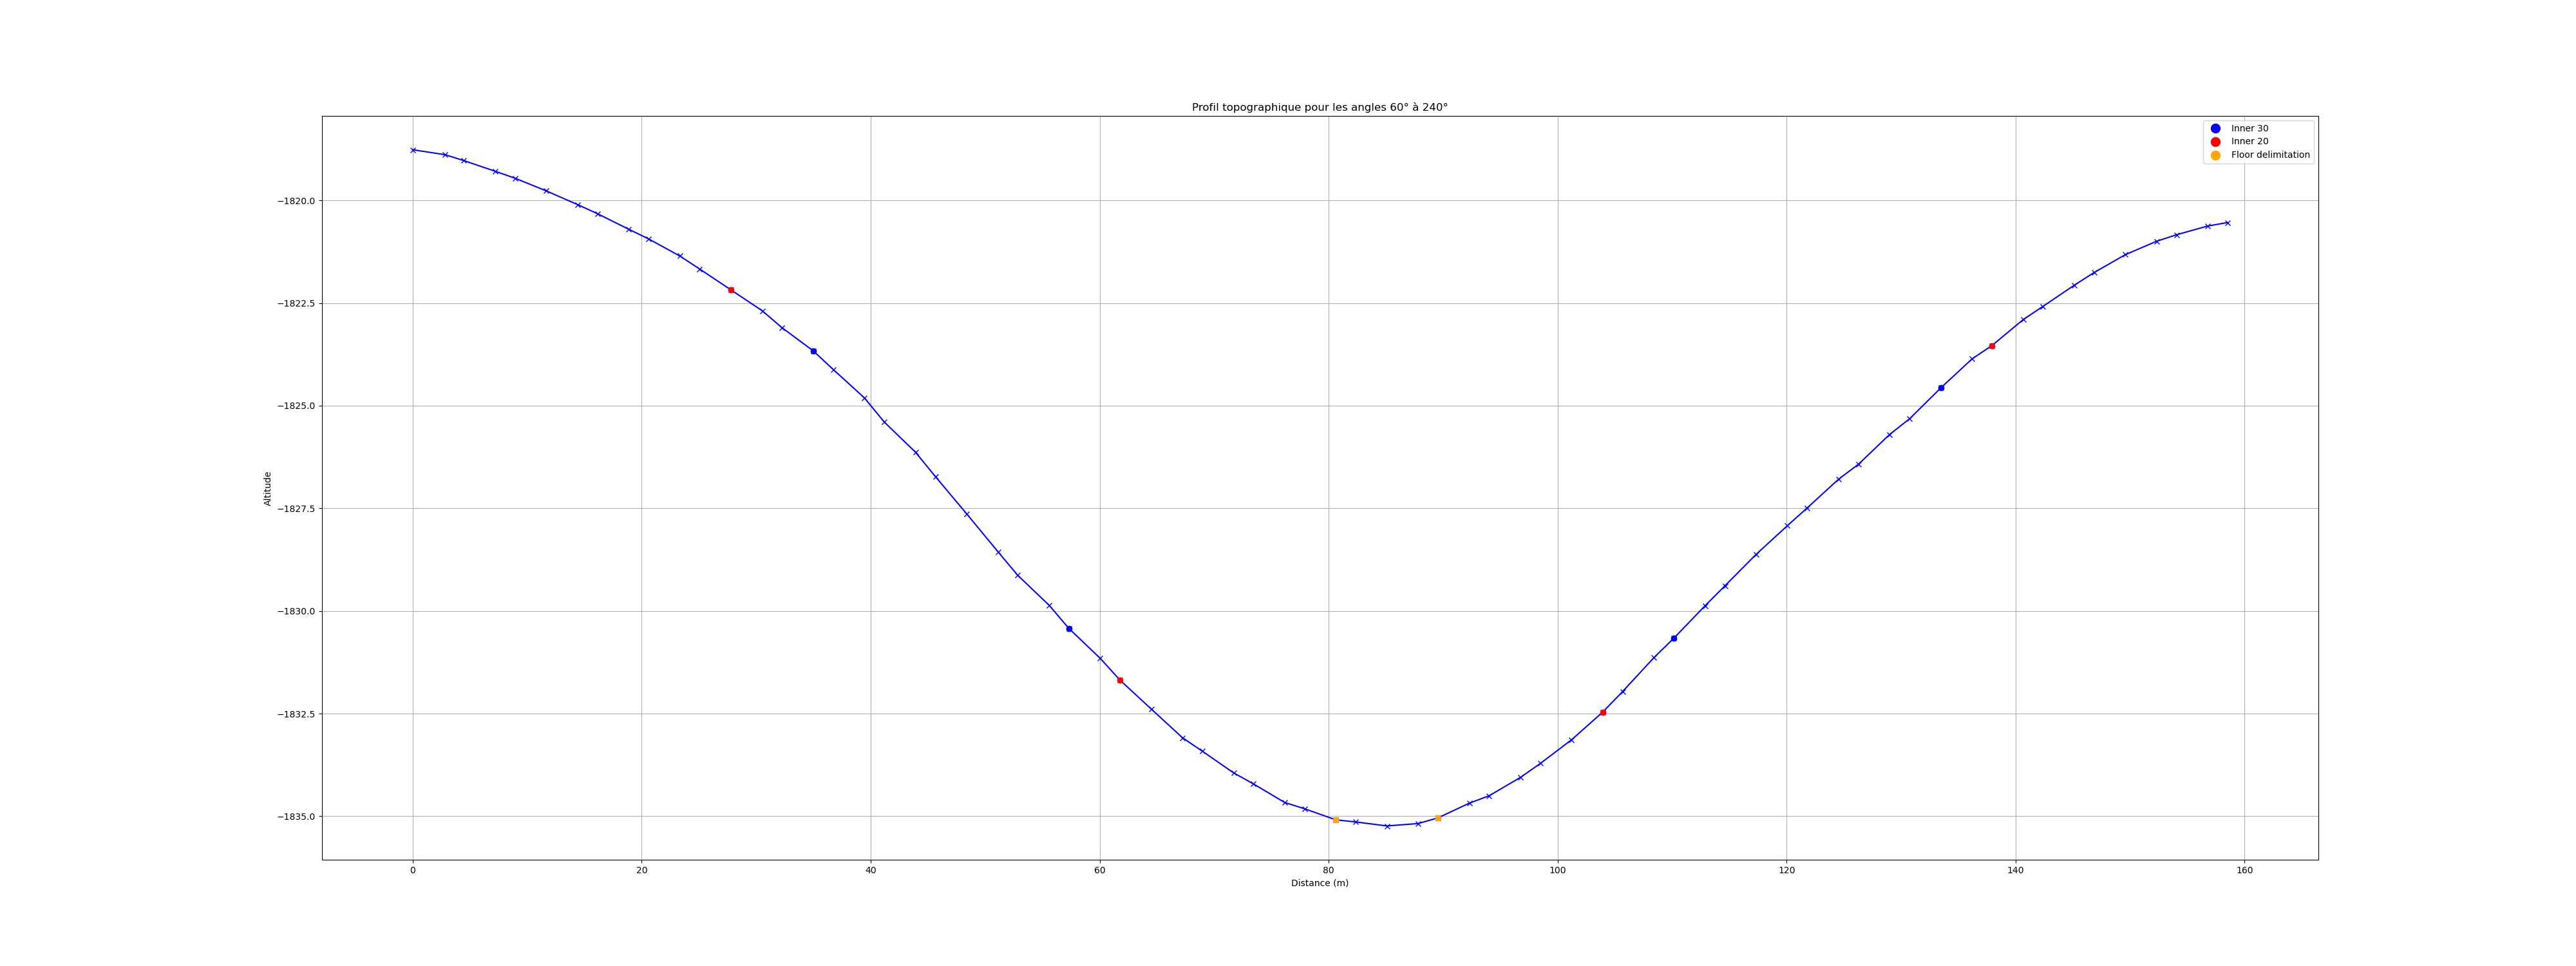 Profil topographique pour les angles 60° à 240°
Inner 30
Inner 20
Floor delimitation
Altitude
−1820.0
−1822.5
−1825.0
−1827.5
−1830.0
−1832.5
−1835.0
0 20 40 60 80 100 120 140 160
Distance (m)